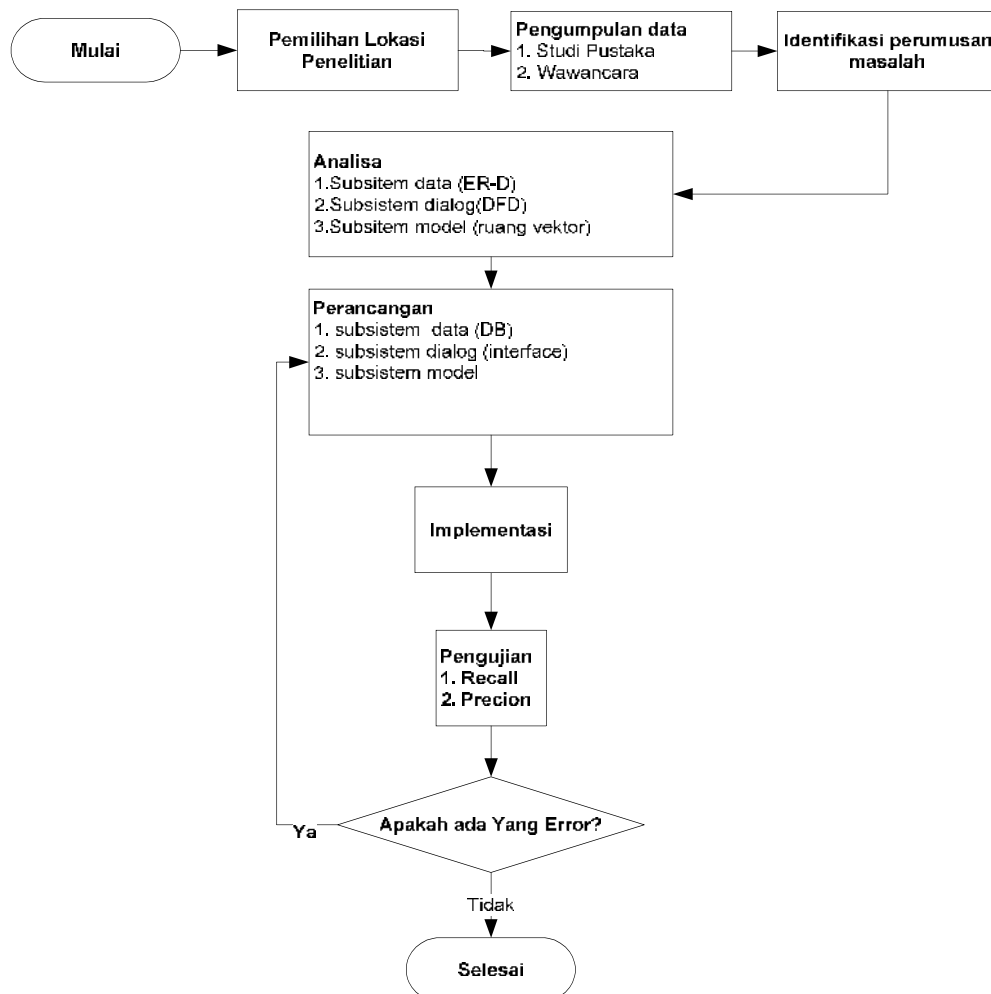 Mulai
Pemilihan Lokasi
Penelitian
Pengumpulan data
1. Studi Pustaka
2. Wawancara
Identifikasi perumusan
masalah
Analisa
1.Subsitem data (ER-D)
2.Subsistem dialog(DFD)
3.Subsitem model (ruang vektor)
Perancangan
1. subsistem data (DB)
2. subsistem dialog (interface)
3. subsistem model
Implementasi
Pengujian
1. Recall
2. Precion
Apakah ada Yang Error?
Ya
Tidak
Selesai